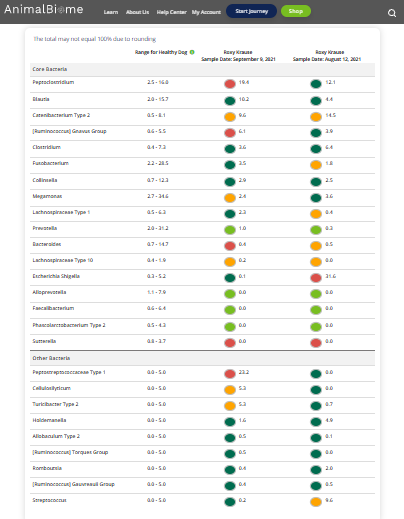 AnimalBiome
Learn About Us Help Center My Account Start Journey Shop
The total may not equal 100% due to rounding
Range for Healthy Dog Roxy Krause Sample Date: September 9, 2021 Roxy Krause Sample Date: August 12, 2021
Core Bacteria
Peptoclostridium 2.5 - 16.0 19.4 12.1
Blautia 2.0 - 15.7 10.2 4.4
Catenibacterium Type 2 0.5 - 8.1 9.6 14.5
[Ruminococcus] Gnavus Group 0.6 - 5.5 6.1 3.9
Clostridium 0.4 - 7.3 3.6 6.4
Fusobacterium 2.2 - 28.5 3.5 1.8
Collinsella 0.7 - 12.3 2.9 2.5
Megamonas 2.7 - 34.6 2.4 3.6
Lachnospiraceae Type 1 0.5 - 6.3 2.3 0.4
Prevotella 2.0 - 31.2 1.0 0.3
Bacteroides 0.7 - 14.7 0.4 0.5
Lachnospiraceae Type 10 0.4 - 1.9 0.2 0.0
Escherichia Shigella 0.3 - 5.2 0.1 31.6
Alloprevotella 1.1 - 7.9 0.0 0.0
Faecalibacterium 0.6 - 6.4 0.0 0.0
Phascolarctobacterium Type 2 0.5 - 4.3 0.0 0.0
Sutterella 0.8 - 3.7 0.0 0.0
Other Bacteria
Peptostreptococcaceae Type 1 0.0 - 5.0 23.2 0.0
Cellulosilyticum 0.0 - 5.0 5.3 0.0
Turicibacter Type 2 0.0 - 5.0 5.3 0.7
Holdemanella 0.0 - 5.0 1.6 4.9
Allobaculum Type 2 0.0 - 5.0 0.5 0.1
[Ruminococcus] Torques Group 0.0 - 5.0 0.5 0.0
Romboutsia 0.0 - 5.0 0.4 2.0
[Ruminococcus] Gauvreauii Group 0.0 - 5.0 0.4 0.5
Streptococcus 0.0 - 5.0 0.2 9.6